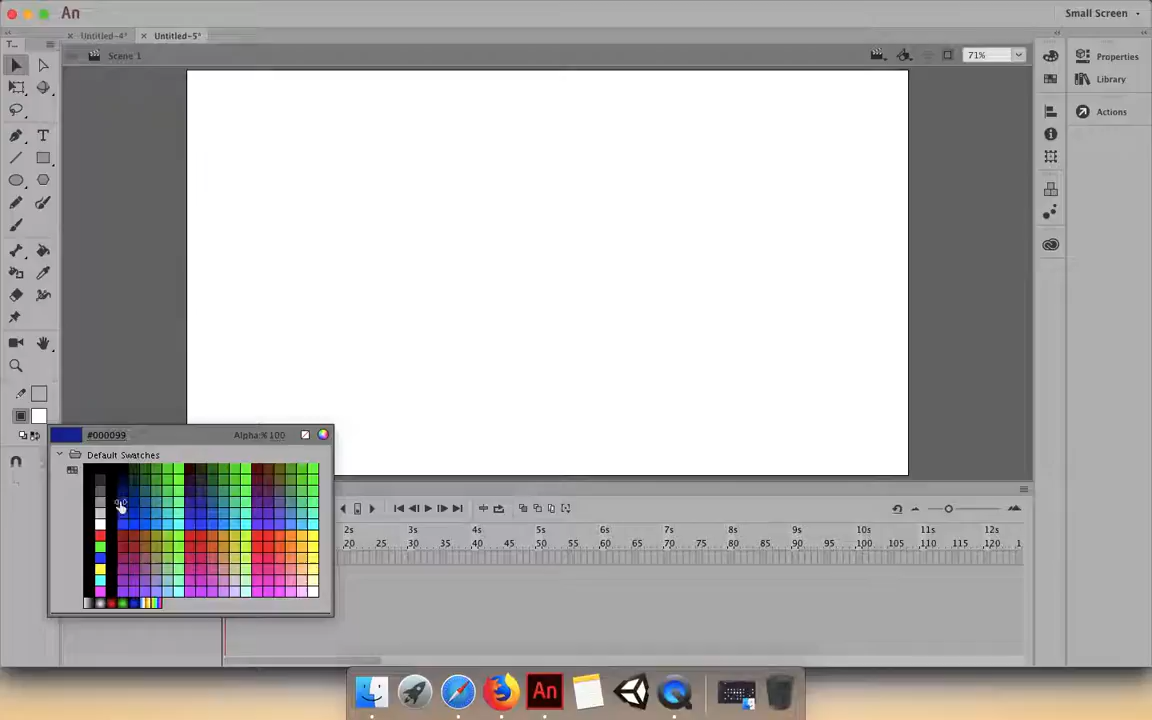 An
Small Screen
T...
Untitled-4*
Untitled-5*
Scene 1
71%
Properties
Library
Actions
T
#000099
Alpha:% 100
Default Swatches
2s 3s 4s 5s 6s 7s 8s 9s 10s 11s 12s
20 25 30 35 40 45 50 55 60 65 70 75 80 85 90 95 100 105 110 115 120 1
An